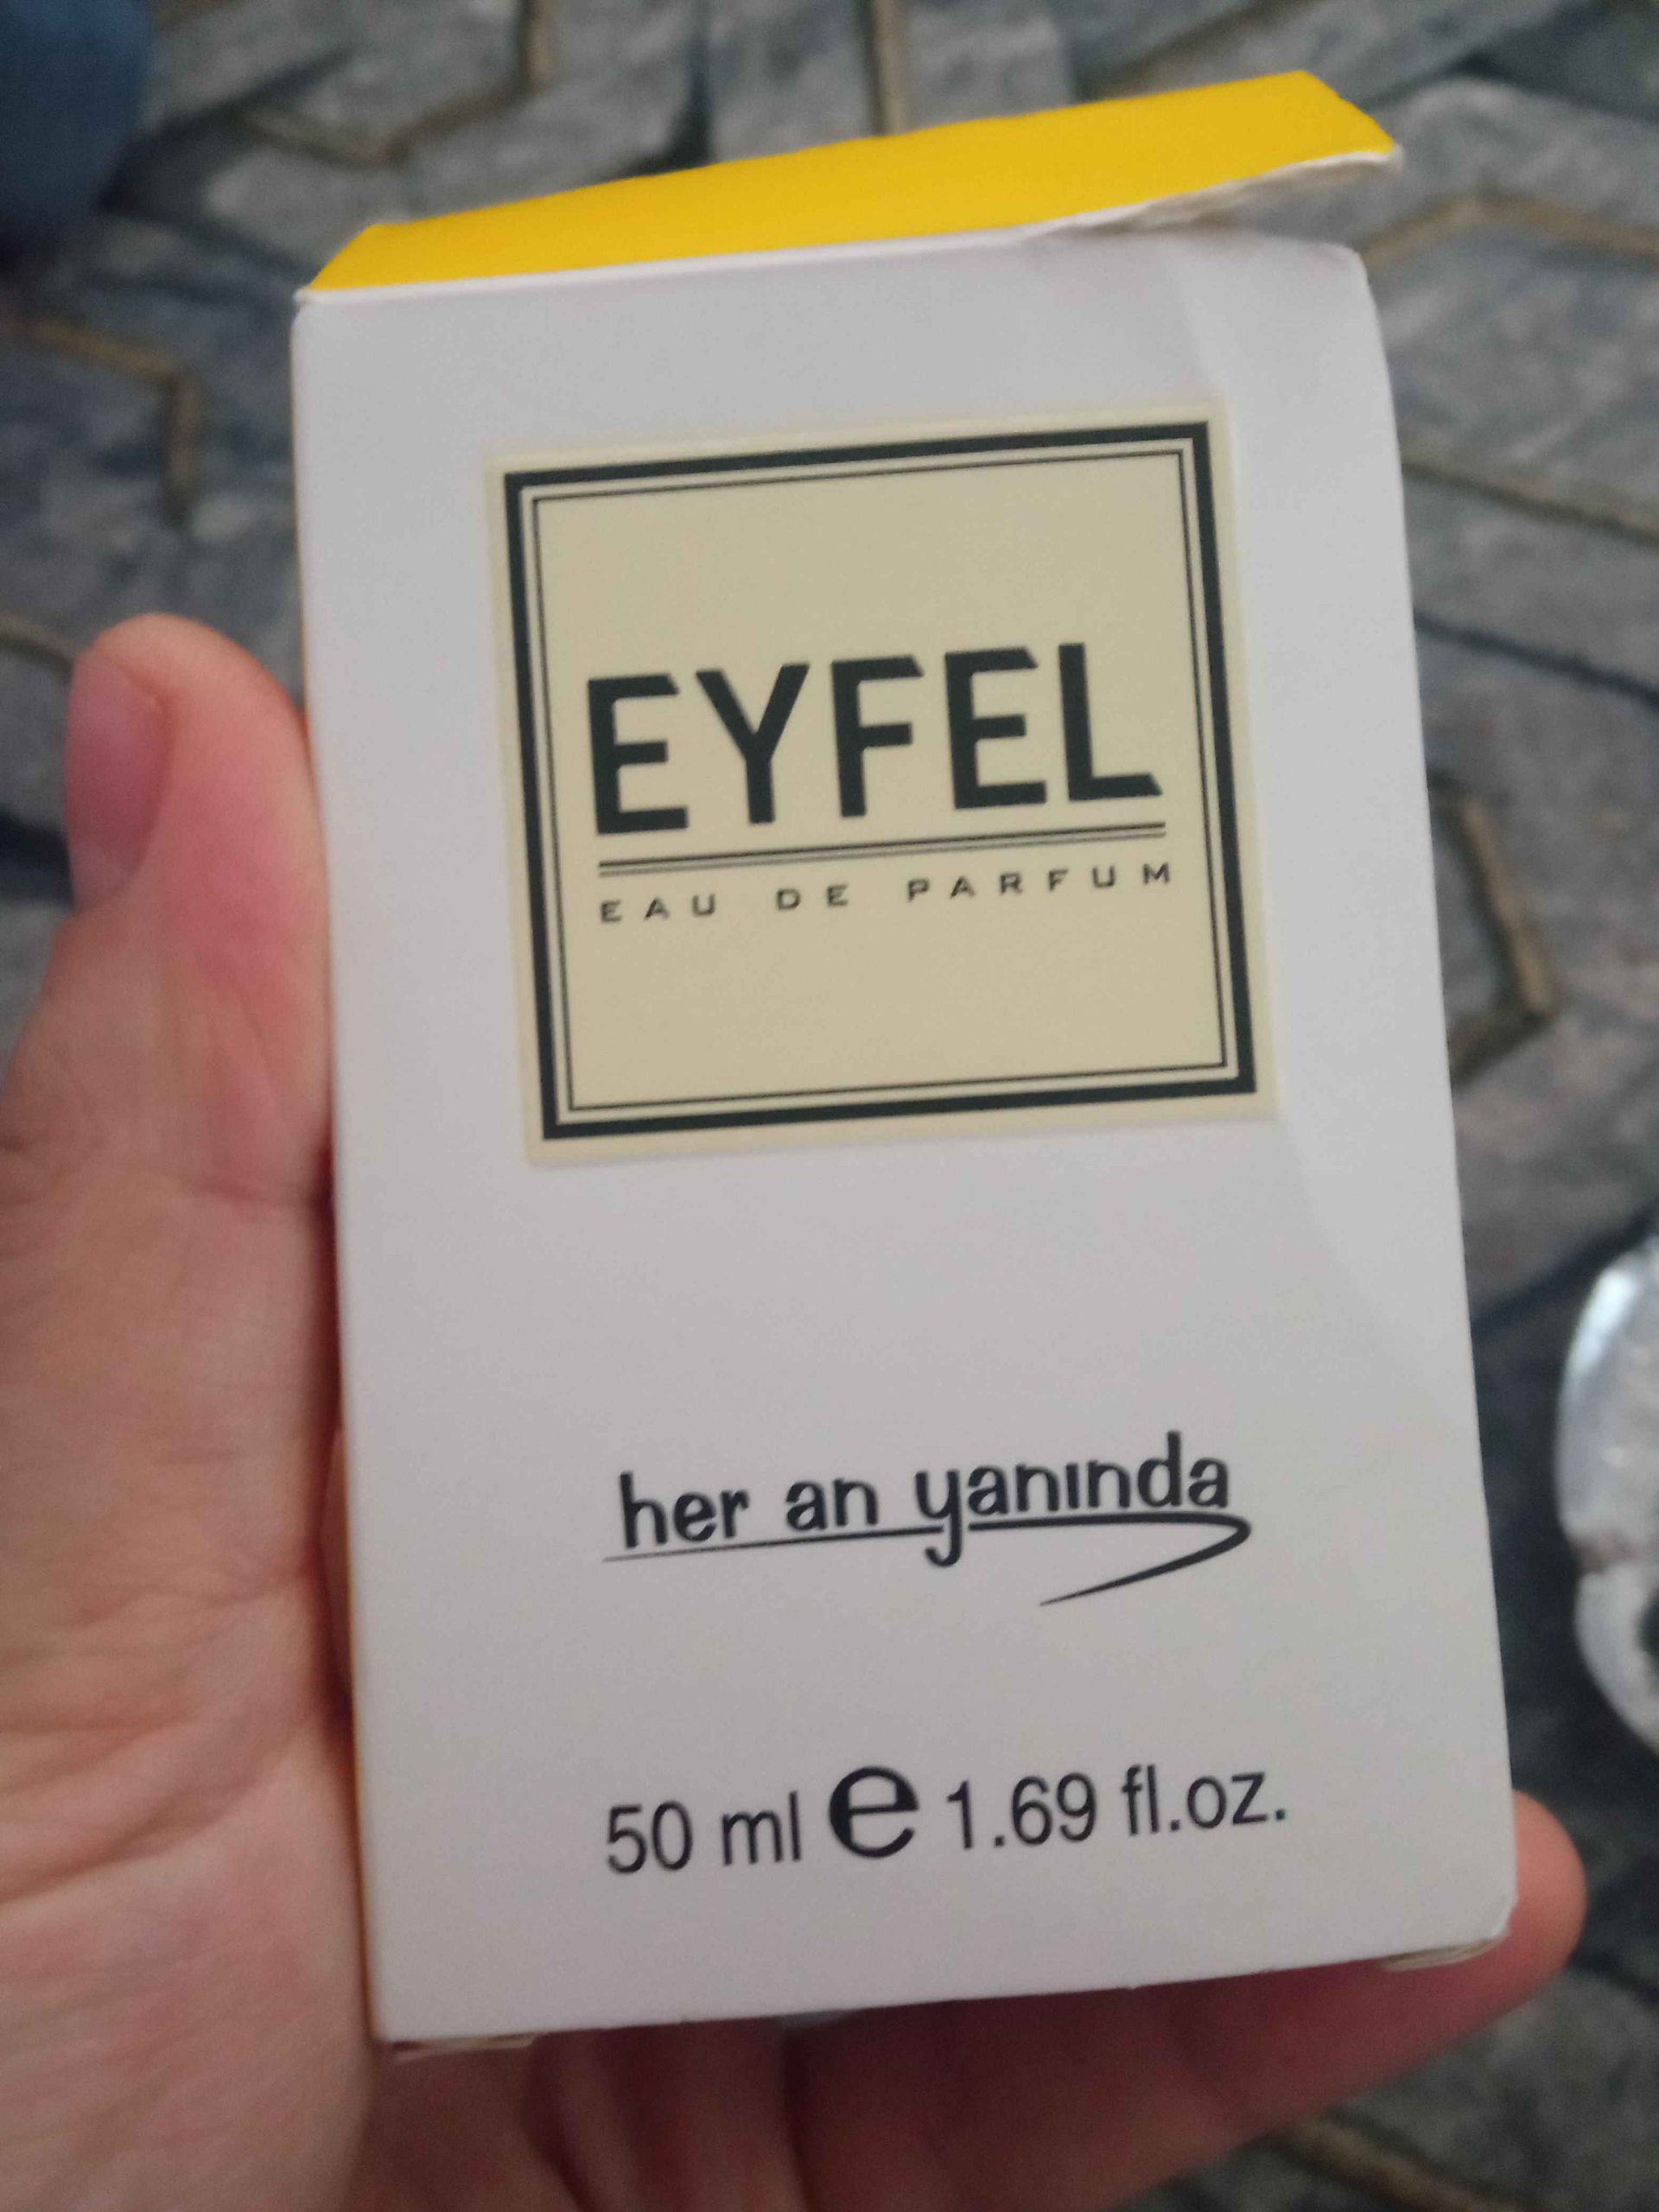 EYFEL
EAU DE PARFUM
her an yanında
50 ml e 1.69 fl.oz.